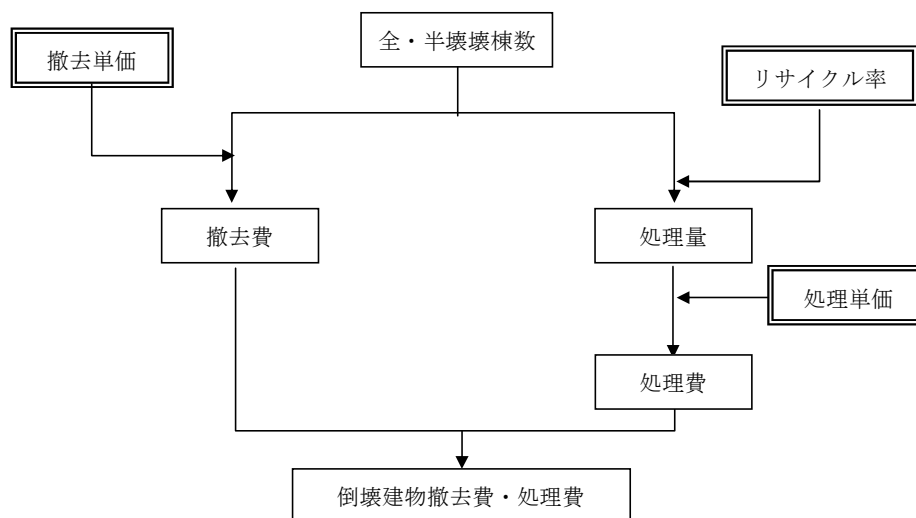 全・半壊壊棟数
撤去単価
リサイクル率
撤去費
処理量
処理単価
処理費
倒壊建物撤去費・処理費